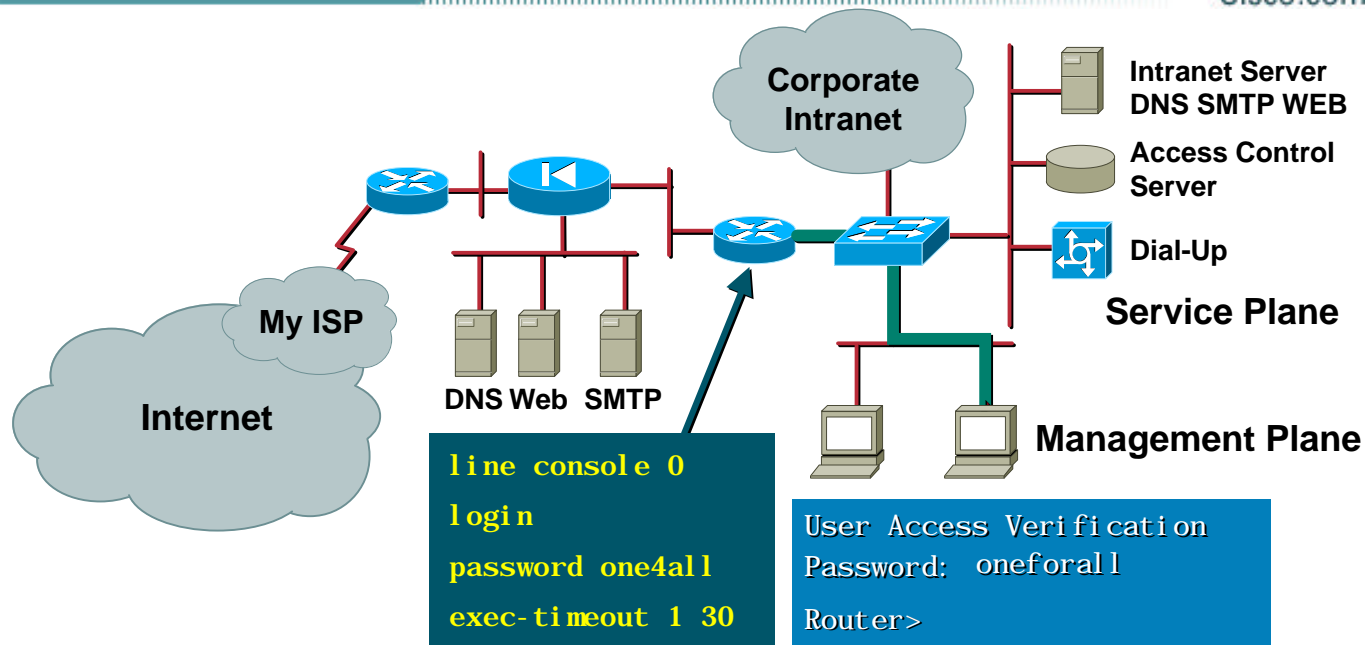 Corporate
Intranet
Intranet Server
DNS SMTP WEB
Access Control
Server
Dial-Up
Service Plane
My ISP
Internet
DNS Web SMTP
Management Plane
line console 0
login
password one4all
exec-timeout 1 30
User Access Verification
Password: oneforall
Router>